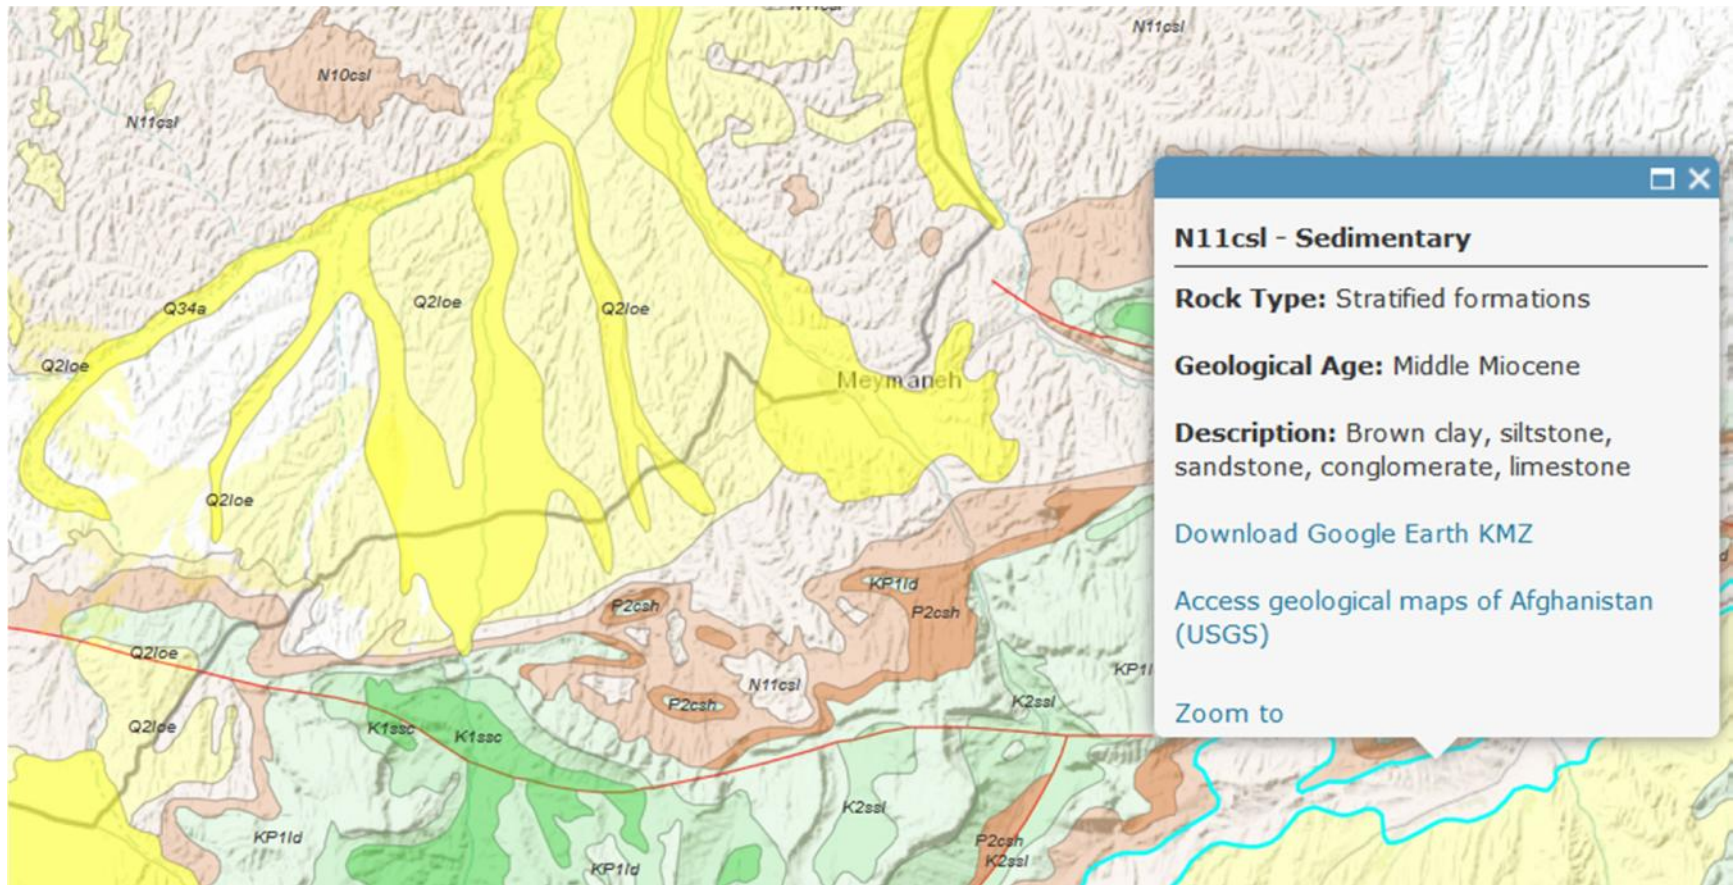 N11csl
N10csl
N11csl
Q34a
Q2loe
Q2loe
Q2loe
Q2loe
Meymaneh
P2csh
KP1ld
P2csh
Q2loe
N11csl
P2csh
K2ssl
Q2loe
K1ssc
K1ssc
K2ssl
KP1ld
P2csh
K2ssl
KP1ld
N11csl - Sedimentary
Rock Type: Stratified formations
Geological Age: Middle Miocene
Description: Brown clay, siltstone,
sandstone, conglomerate, limestone
Download Google Earth KMZ
Access geological maps of Afghanistan
(USGS)
Zoom to